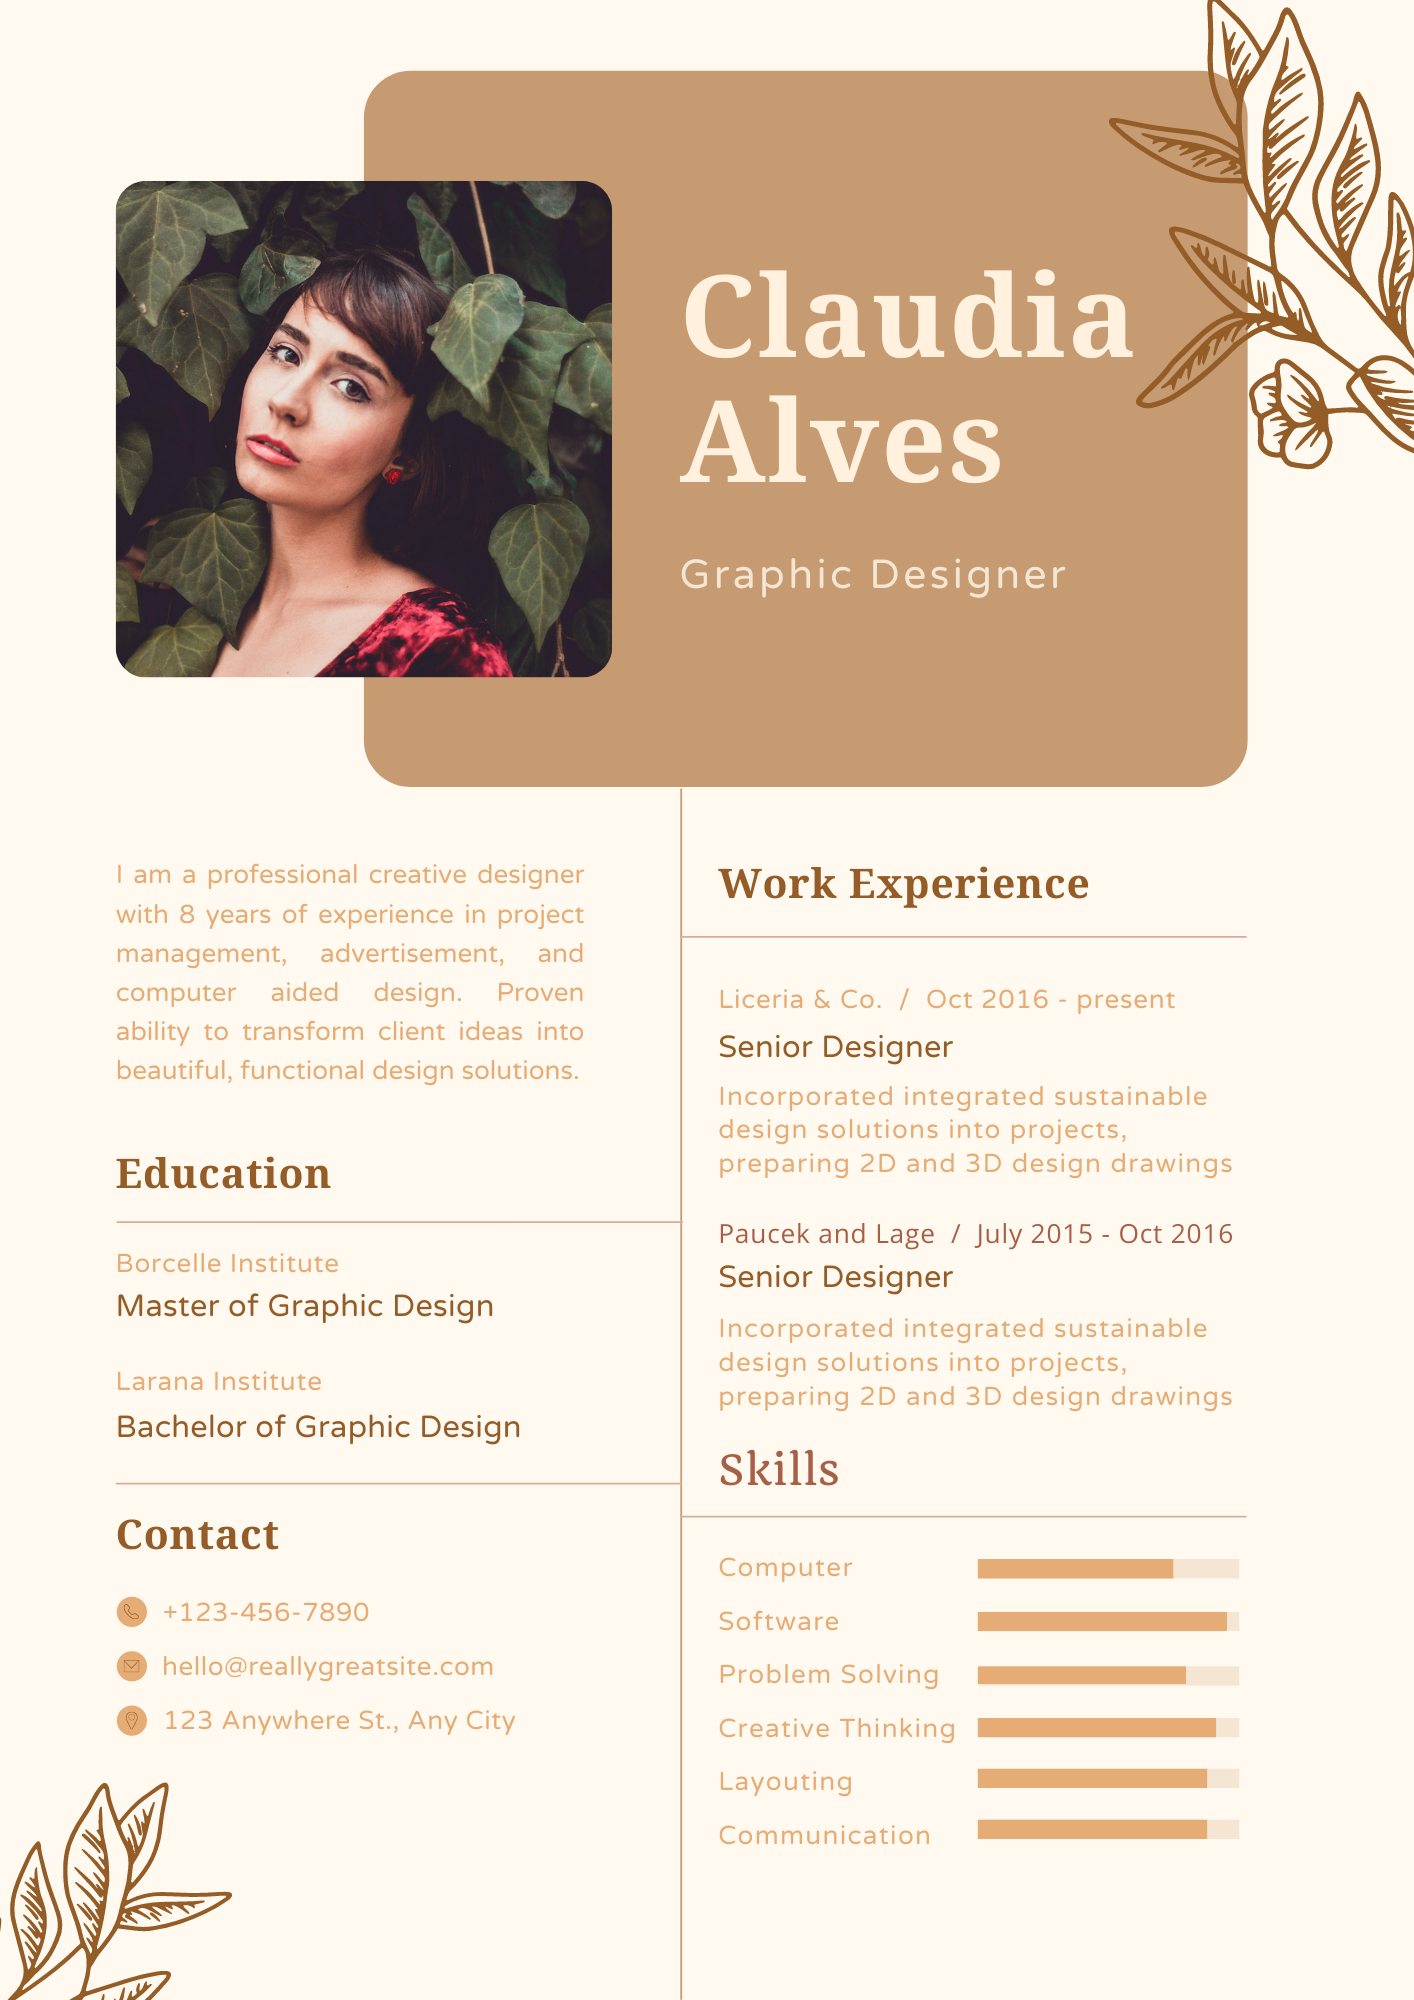 Claudia
Alves
Graphic Designer
I am a professional creative designer
with 8 years of experience in project
management, advertisement, and
computer aided design. Proven
ability to transform client ideas into
beautiful, functional design solutions.
Education
Borcelle Institute
Master of Graphic Design
Larana Institute
Bachelor of Graphic Design
Contact
+123-456-7890
hello@reallygreatsite.com
123 Anywhere St., Any City
Work Experience
Liceria & Co. / Oct 2016 - present
Senior Designer
Incorporated integrated sustainable
design solutions into projects,
preparing 2D and 3D design drawings
Paucek and Lage / July 2015 - Oct 2016
Senior Designer
Incorporated integrated sustainable
design solutions into projects,
preparing 2D and 3D design drawings
Skills
Computer
Software
Problem Solving
Creative Thinking
Layouting
Communication